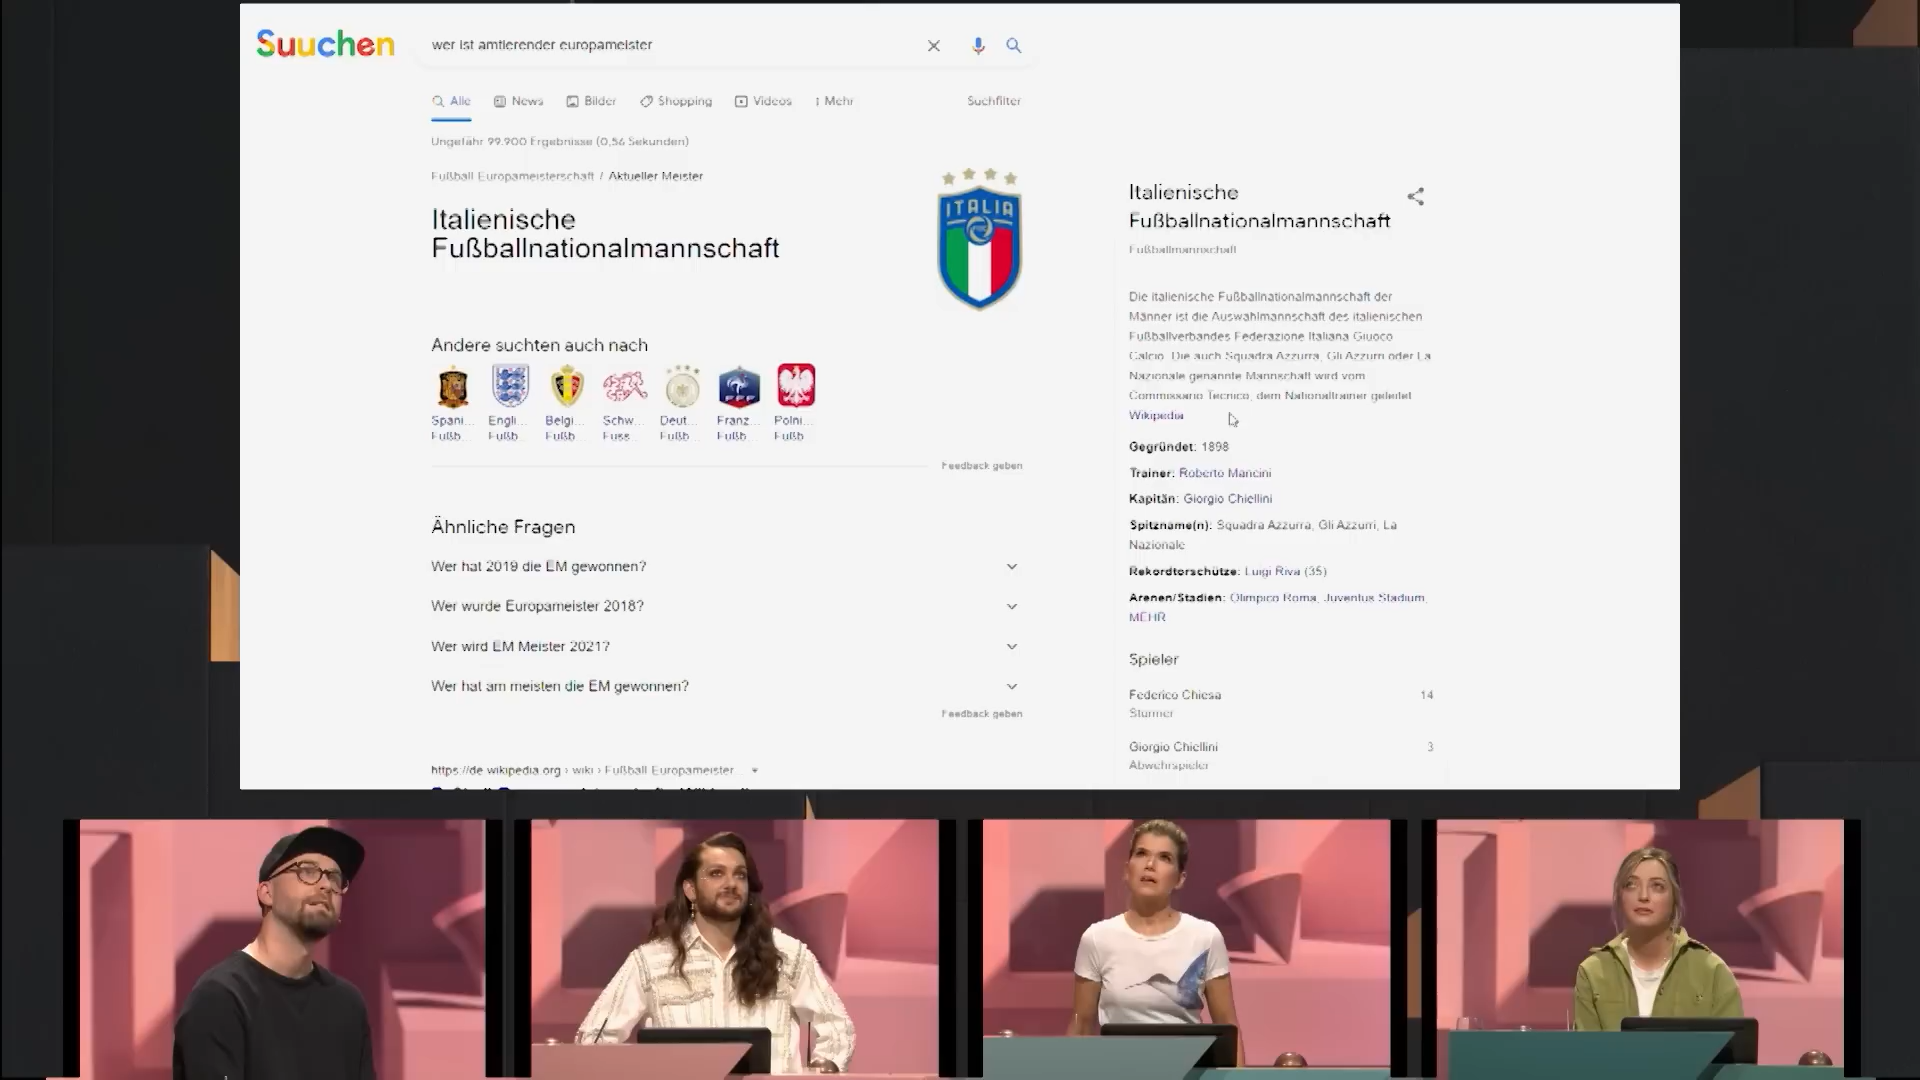 Suuchen
wer ist amtierender europameister
Alle
News
Bilder
Shopping
Videos
Mehr
Suchfilter
Ungefähr 99.900 Ergebnisse (0,56 Sekunden)
Fußball Europameisterschaft / Aktueller Meister
Italienische
Fußballnationalmannschaft
ITALIA
Andere suchten auch nach
Spani...
Fußb...
Engli...
Fußb...
Belgi...
Fußb...
Schw...
Fuss...
Deut...
Fußb...
Franz...
Fußb...
Polni...
Fußb...
Feedback geben
Ähnliche Fragen
Wer hat 2019 die EM gewonnen?
Wer wurde Europameister 2018?
Wer wird EM Meister 2021?
Wer hat am meisten die EM gewonnen?
Feedback geben
https://de.wikipedia.org › wiki › Fußball Europameister...
Italienische
Fußballnationalmannschaft
Fußballmannschaft
Die italienische Fußballnationalmannschaft der
Männer ist die Auswahlmannschaft des italienischen
Fußballverbandes Federazione Italiana Giuoco
Calcio. Die auch Squadra Azzurra, Gli Azzurri oder La
Nazionale genannte Mannschaft wird vom
Commissario Tecnico, dem Nationaltrainer geleitet
Wikipedia
Gegründet: 1898
Trainer: Roberto Mancini
Kapitän: Giorgio Chiellini
Spitzname(n): Squadra Azzurra, Gli Azzurri, La
Nazionale
Rekordtorschütze: Luigi Riva (35)
Arenen/Stadien: Olimpico Roma, Juventus Stadium,
MEHR
Spieler
Federico Chiesa 14
Stürmer
Giorgio Chiellini 3
Abwehrspieler